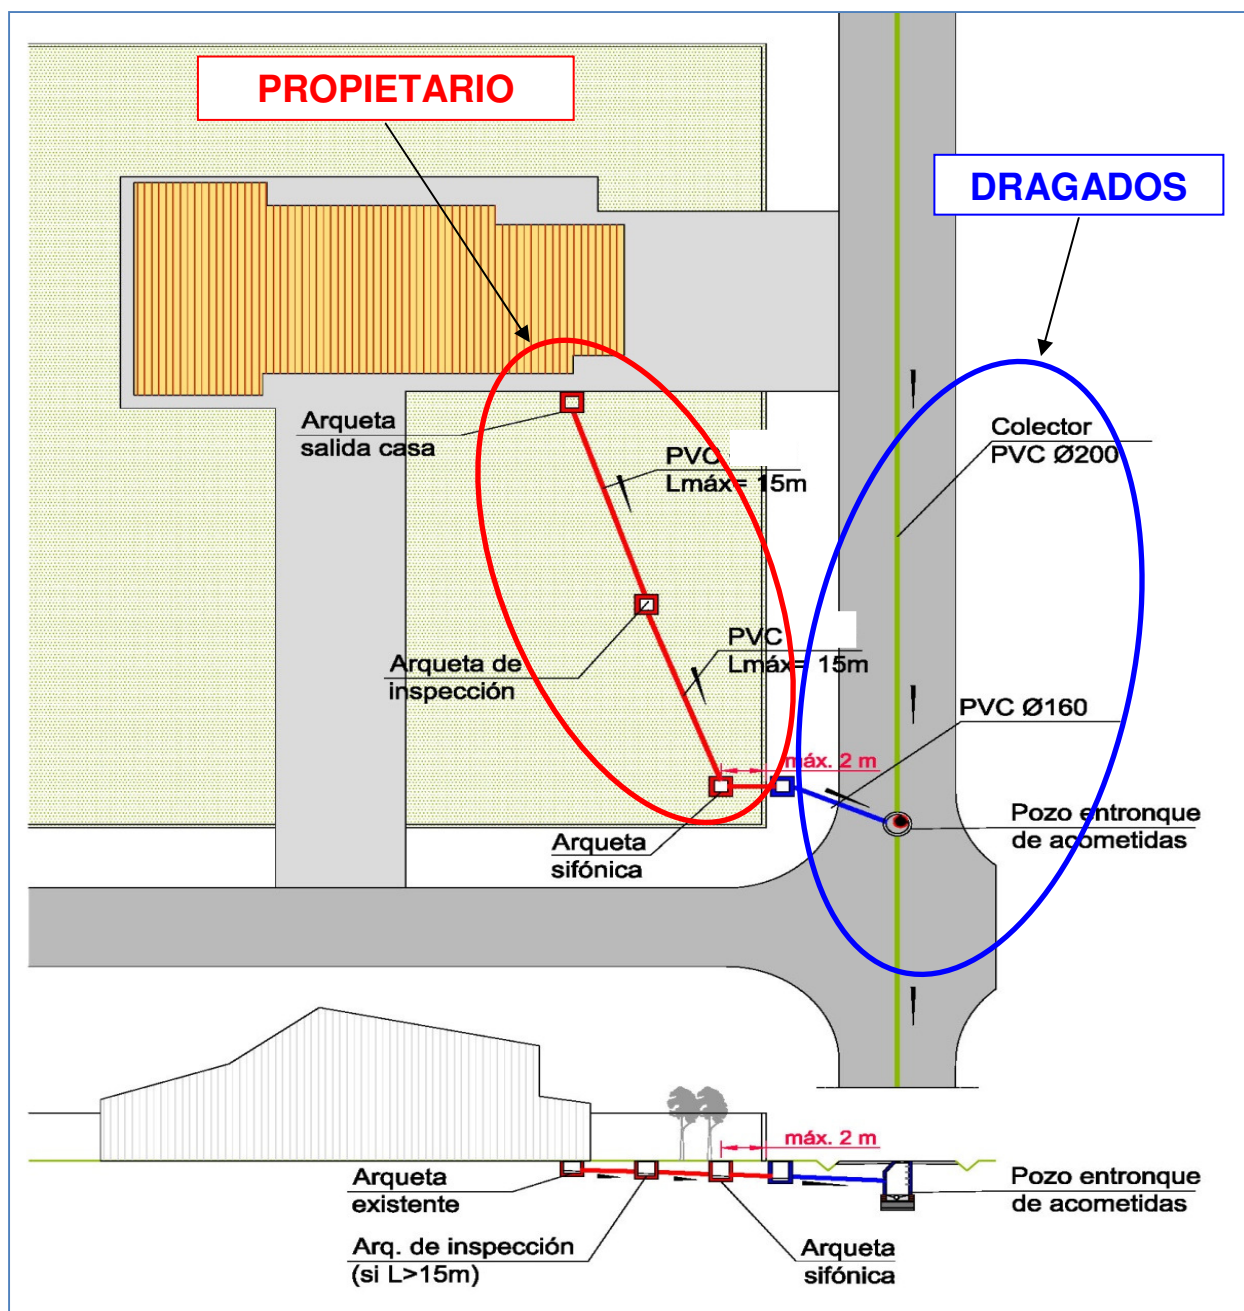 PROPIETARIO
DRAGADOS
Arqueta
salida casa
PVC
Lmáx= 15m
Colector
PVC Ø200
PVC
Lmáx= 15m
Arqueta de
inspección
PVC Ø160
máx. 2 m
Pozo entronque
de acometidas
Arqueta
sifónica
máx. 2 m
Arqueta
existente
Pozo entronque
de acometidas
Arq. de inspección
(si L>15m)
Arqueta
sifónica